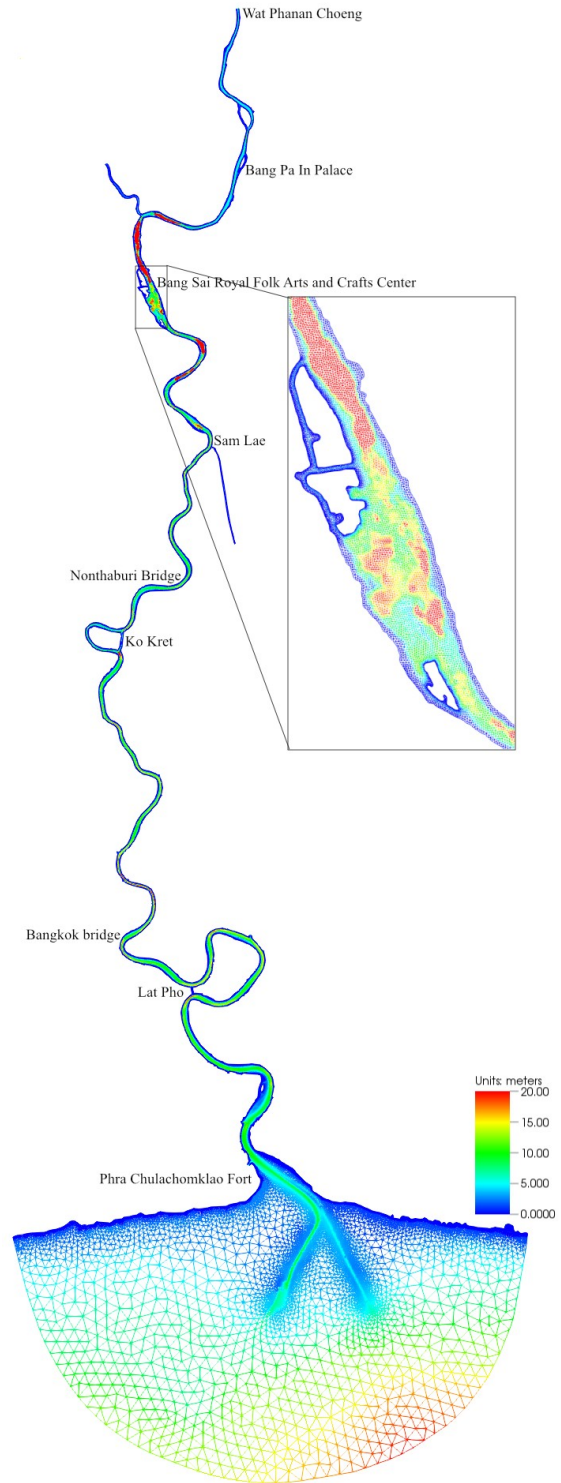 Wat Phanan Choeng
Bang Pa In Palace
Bang Sai Royal Folk Arts and Crafts Center
Sam Lae
Nonthaburi Bridge
Ko Kret
Bangkok bridge
Lat Pho
Phra Chulachomklao Fort
Units: meters
20.00
15.00
10.00
5.000
0.0000